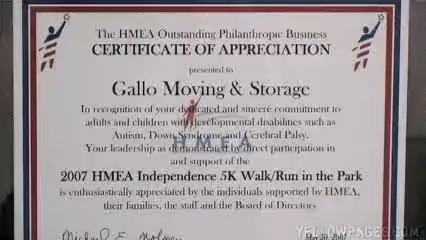 The HMEA Outstanding Philanthropic Business
CERTIFICATE OF APPRECIATION
presented to
Gallo Moving & Storage
In recognition of your dedicated and sincere commitment to
adults and children with developmental disabilities such as
Autism, Down Syndrome and Cerebral Palsy.
Your leadership as demonstrated by direct participation in
and support of the
HMEA
2007 HMEA Independence 5K Walk/Run in the Park
is enthusiastically appreciated by the individuals supported by HMEA,
their families, the staff and the Board of Directors
Michael E.
YELLOWPAGES.COM